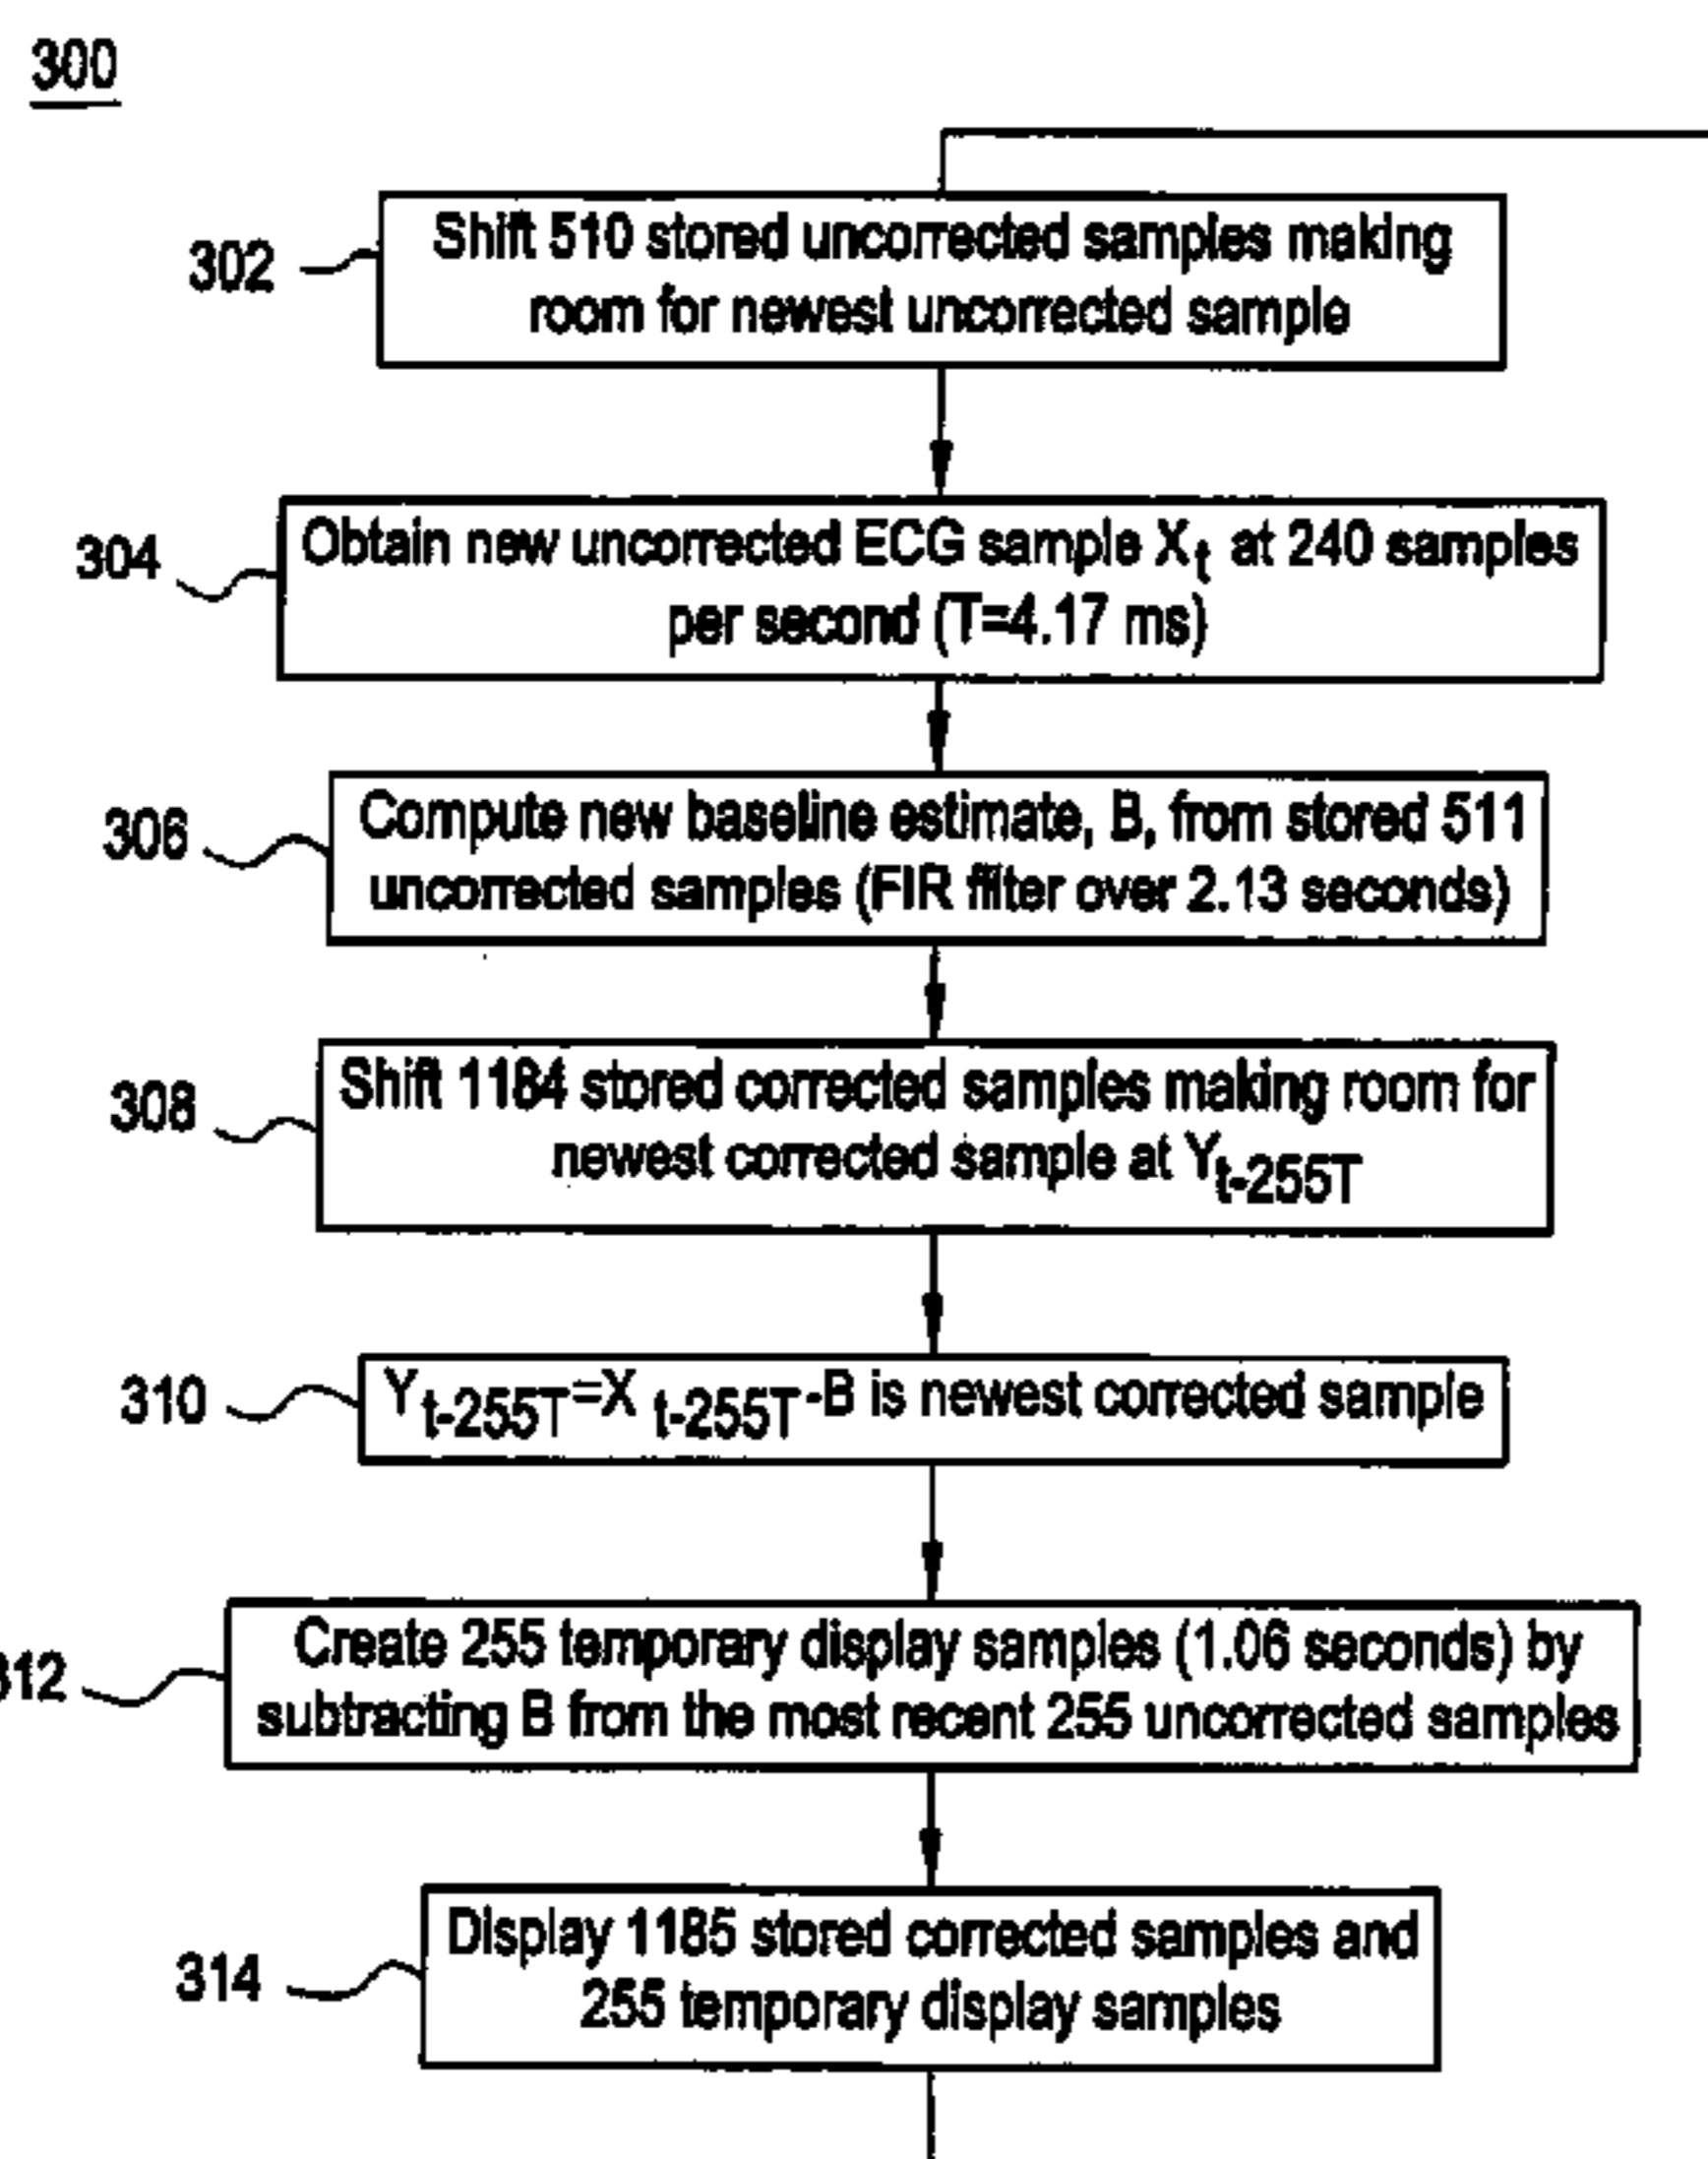 300
302
Shift 510 stored uncorrected samples making
room for newest uncorrected sample
304
Obtain new uncorrected ECG sample Xt at 240 samples
per second (T=4.17 ms)
306
Compute new baseline estimate, B, from stored 511
uncorrected samples (FIR filter over 2.13 seconds)
308
Shift 1184 stored corrected samples making room for
newest corrected sample at Yt-255T
310
Yt-255T=X t-255T-B is newest corrected sample
312
Create 255 temporary display samples (1.06 seconds) by
subtracting B from the most recent 255 uncorrected samples
314
Display 1185 stored corrected samples and
255 temporary display samples